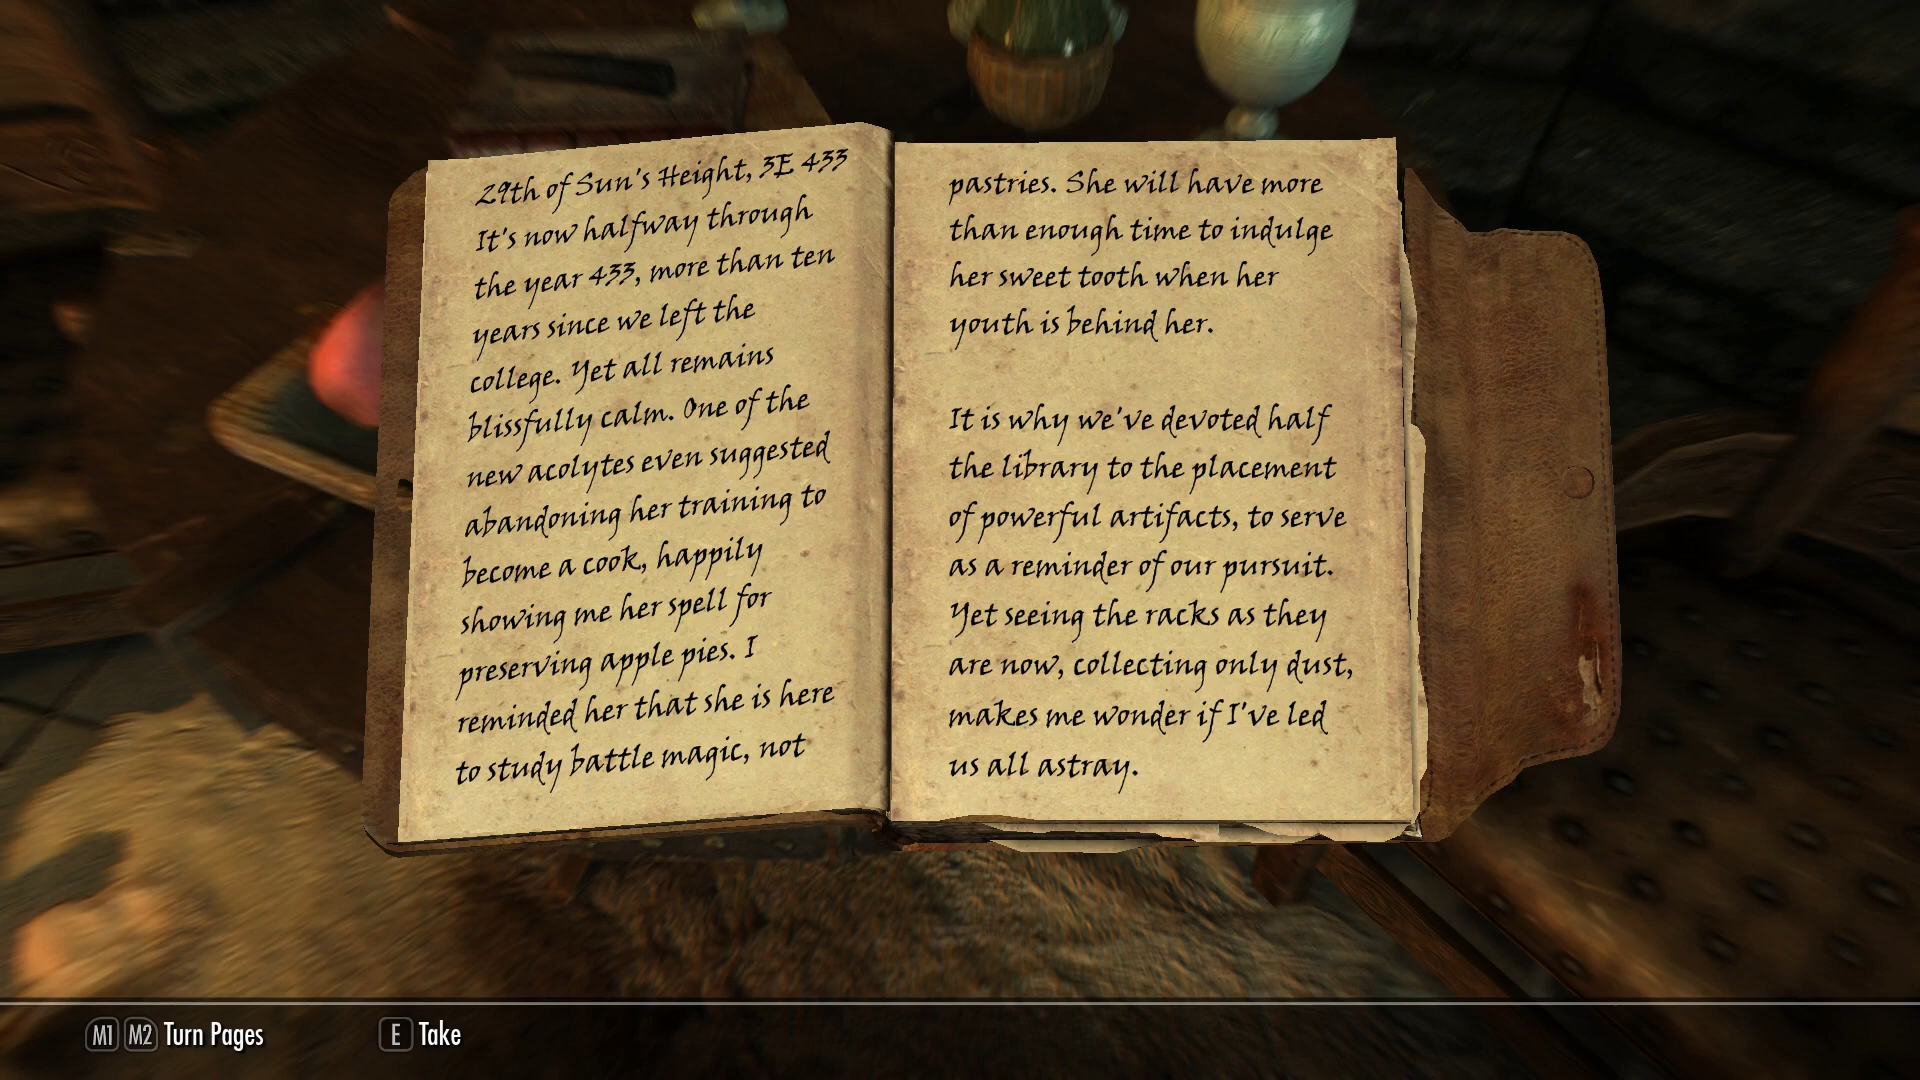 29th of Sun's Height, 3E 433
It's now halfway through
the year 433, more than ten
years since we left the
college. Yet all remains
blissfully calm. One of the
new acolytes even suggested
abandoning her training to
become a cook, happily
showing me her spell for
preserving apple pies. I
reminded her that she is here
to study battle magic, not
pastries. She will have more
than enough time to indulge
her sweet tooth when her
youth is behind her.
It is why we've devoted half
the library to the placement
of powerful artifacts, to serve
as a reminder of our pursuit.
Yet seeing the racks as they
are now, collecting only dust,
makes me wonder if I've led
us all astray.
M1 M2 Turn Pages
E Take